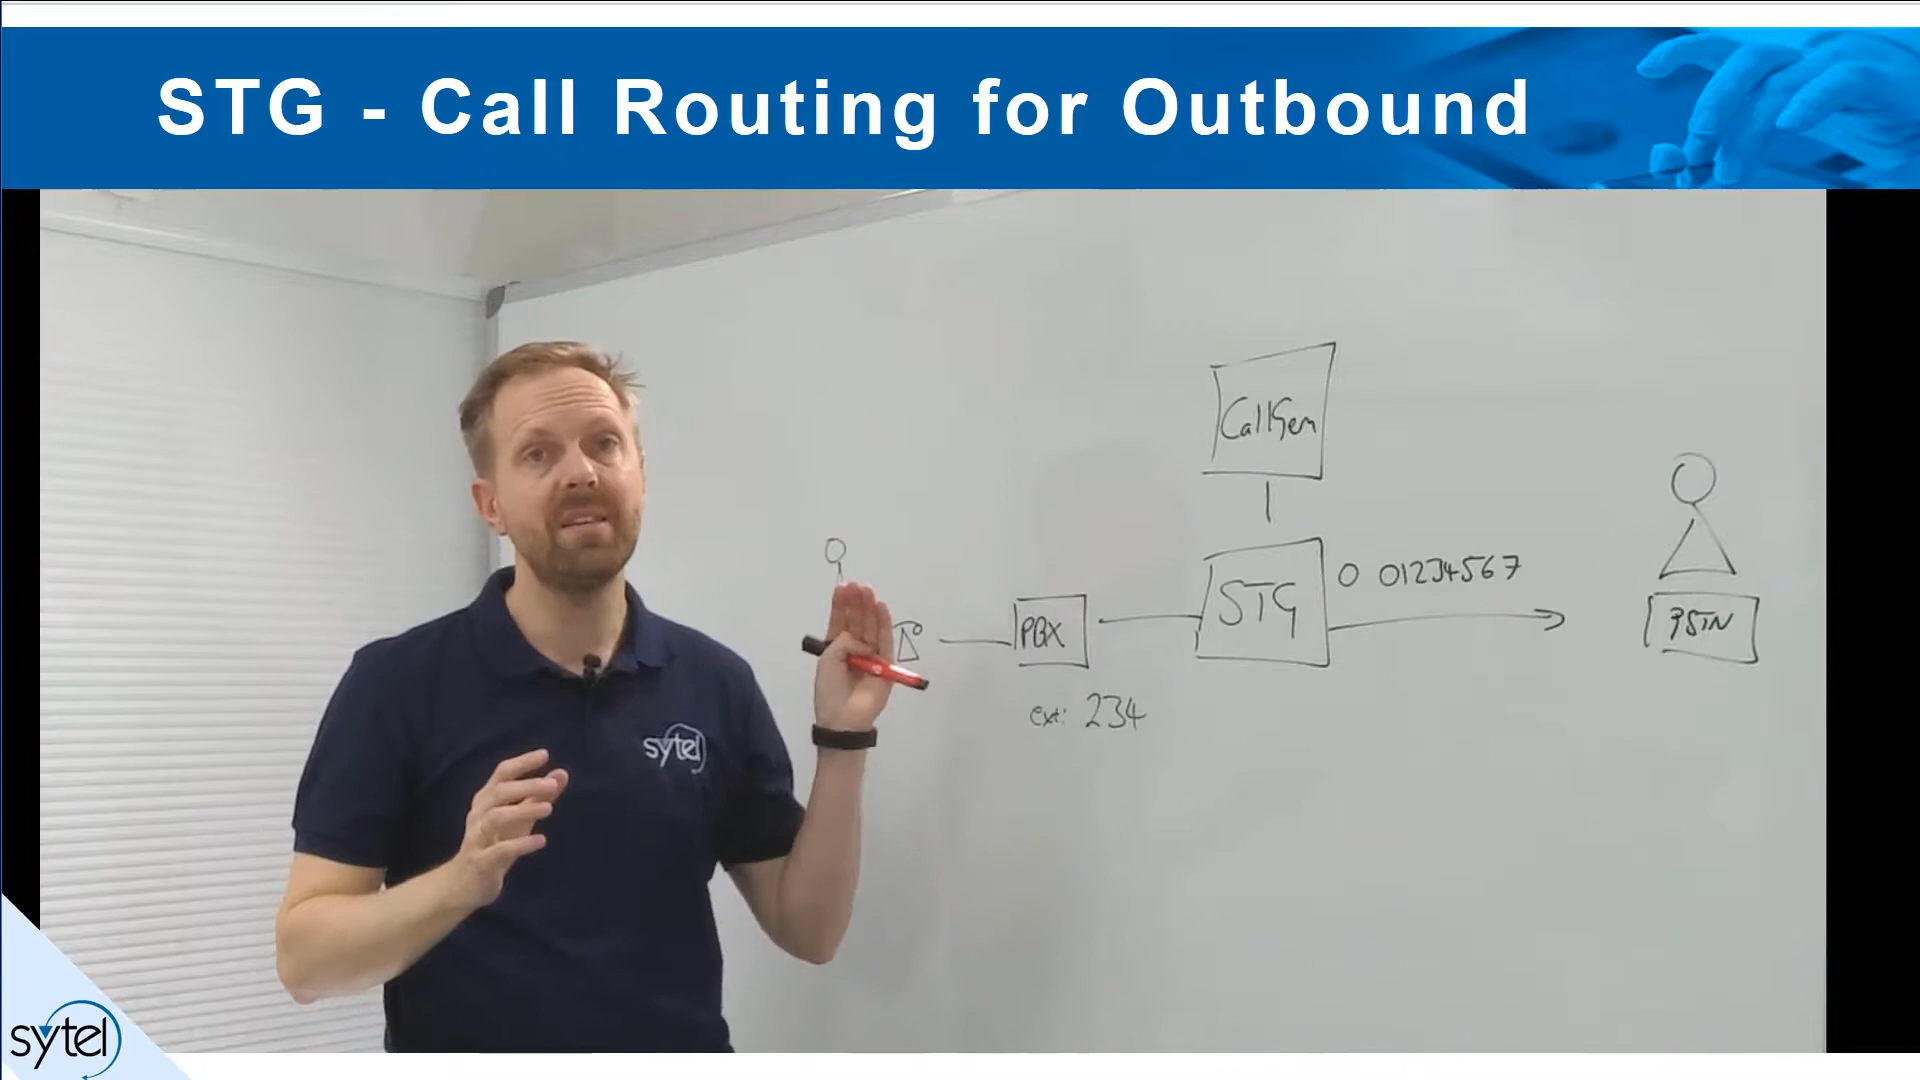 STG - Call Routing for Outbound
CallGen
STG
0 01234567
PBX
ext: 234
PSTN
sytel
sytel